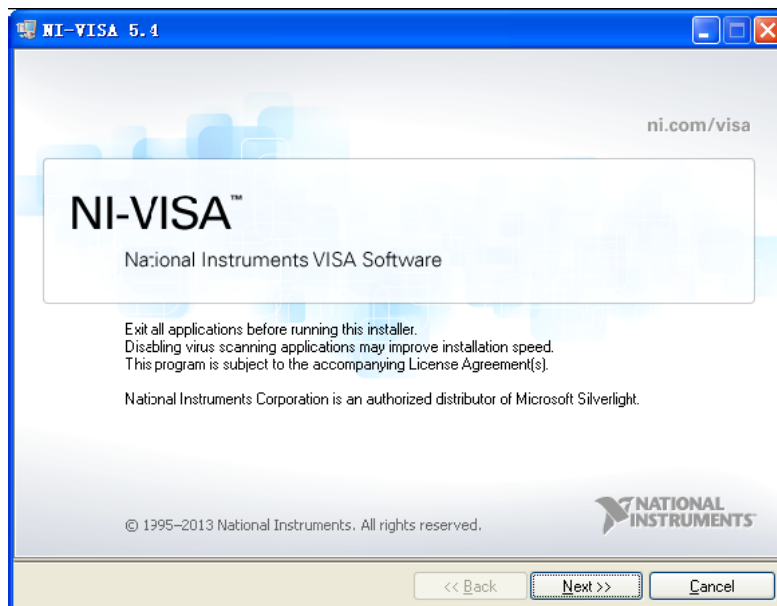 NI-VISA 5.4
ni.com/visa
NI-VISA™
National Instruments VISA Software
Exit all applications before running this installer.
Disabling virus scanning applications may improve installation speed.
This program is subject to the accompanying License Agreement(s).
National Instruments Corporation is an authorized distributor of Microsoft Silverlight.
© 1995–2013 National Instruments. All rights reserved.
NATIONAL
INSTRUMENTS™
<< Back
Next >>
Cancel